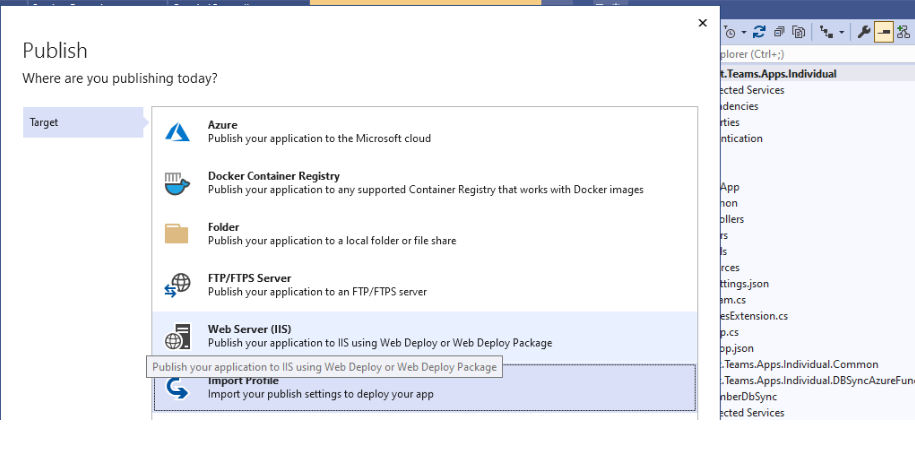 Publish
Where are you publishing today?
Target
Azure
Publish your application to the Microsoft cloud
Docker Container Registry
Publish your application to any supported Container Registry that works with Docker images
Folder
Publish your application to a local folder or file share
FTP/FTPS Server
Publish your application to an FTP/FTPS server
Web Server (IIS)
Publish your application to IIS using Web Deploy or Web Deploy Package
Publish your application to IIS using Web Deploy or Web Deploy Package
Import Profile
Import your publish settings to deploy your app
plorer (Ctrl+;)
t.Teams.Apps.Individual
ected Services
dencies
rties
ntication
App
non
ollers
rs
ls
rces
ttings.json
am.cs
esExtension.cs
p.cs
op.json
t.Teams.Apps.Individual.Common
.Teams.Apps.Individual.DBSyncAzureFun
mberDbSync
ected Services